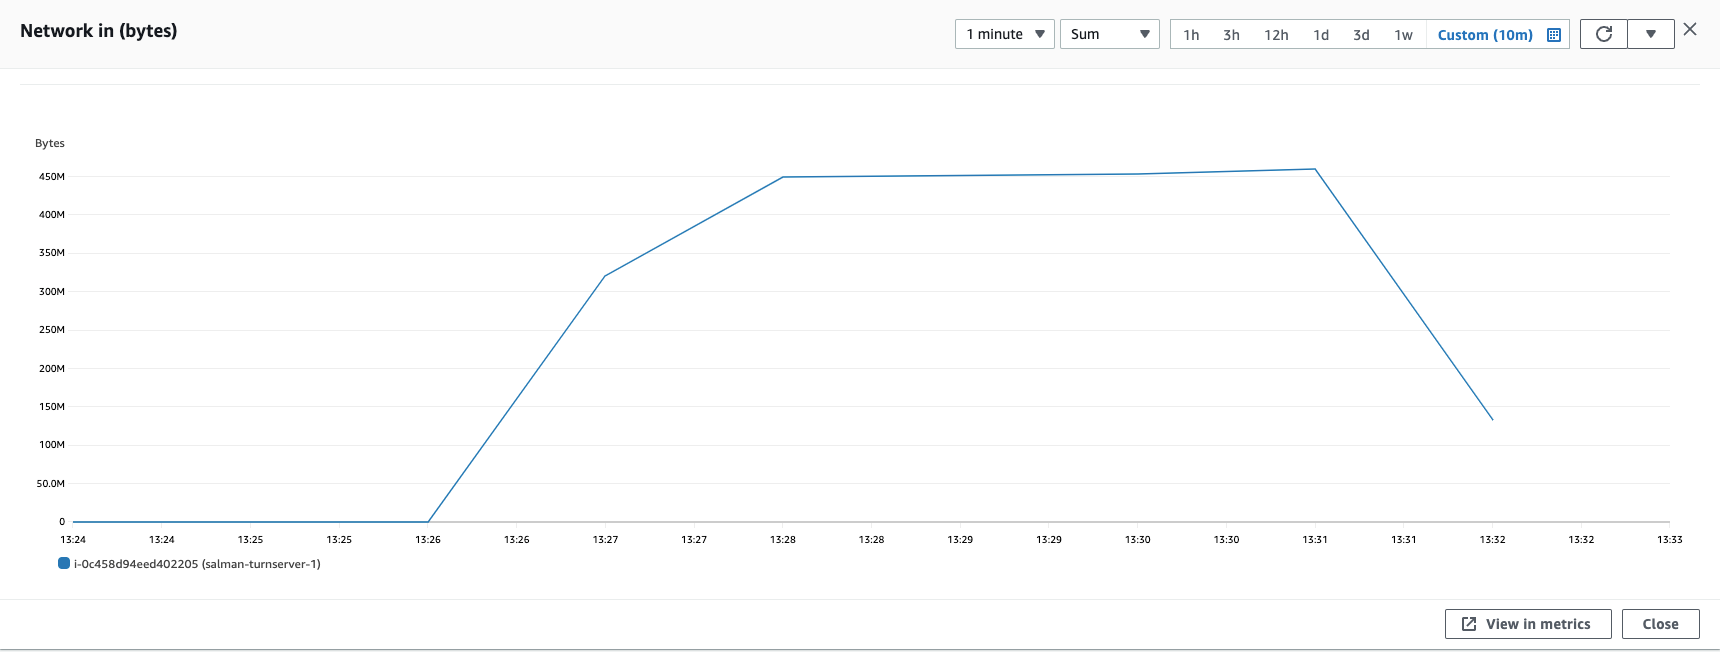 Network in (bytes)
1 minute
Sum
1h 3h 12h 1d 3d 1w Custom (10m)
Bytes
450M
400M
350M
300M
250M
200M
150M
100M
50.0M
0
13:24 13:24 13:25 13:25 13:26 13:26 13:27 13:27 13:28 13:28 13:29 13:29 13:30 13:30 13:31 13:31 13:32 13:32 13:33
i-0c458d94eed402205 (salman-turnserver-1)
View in metrics
Close